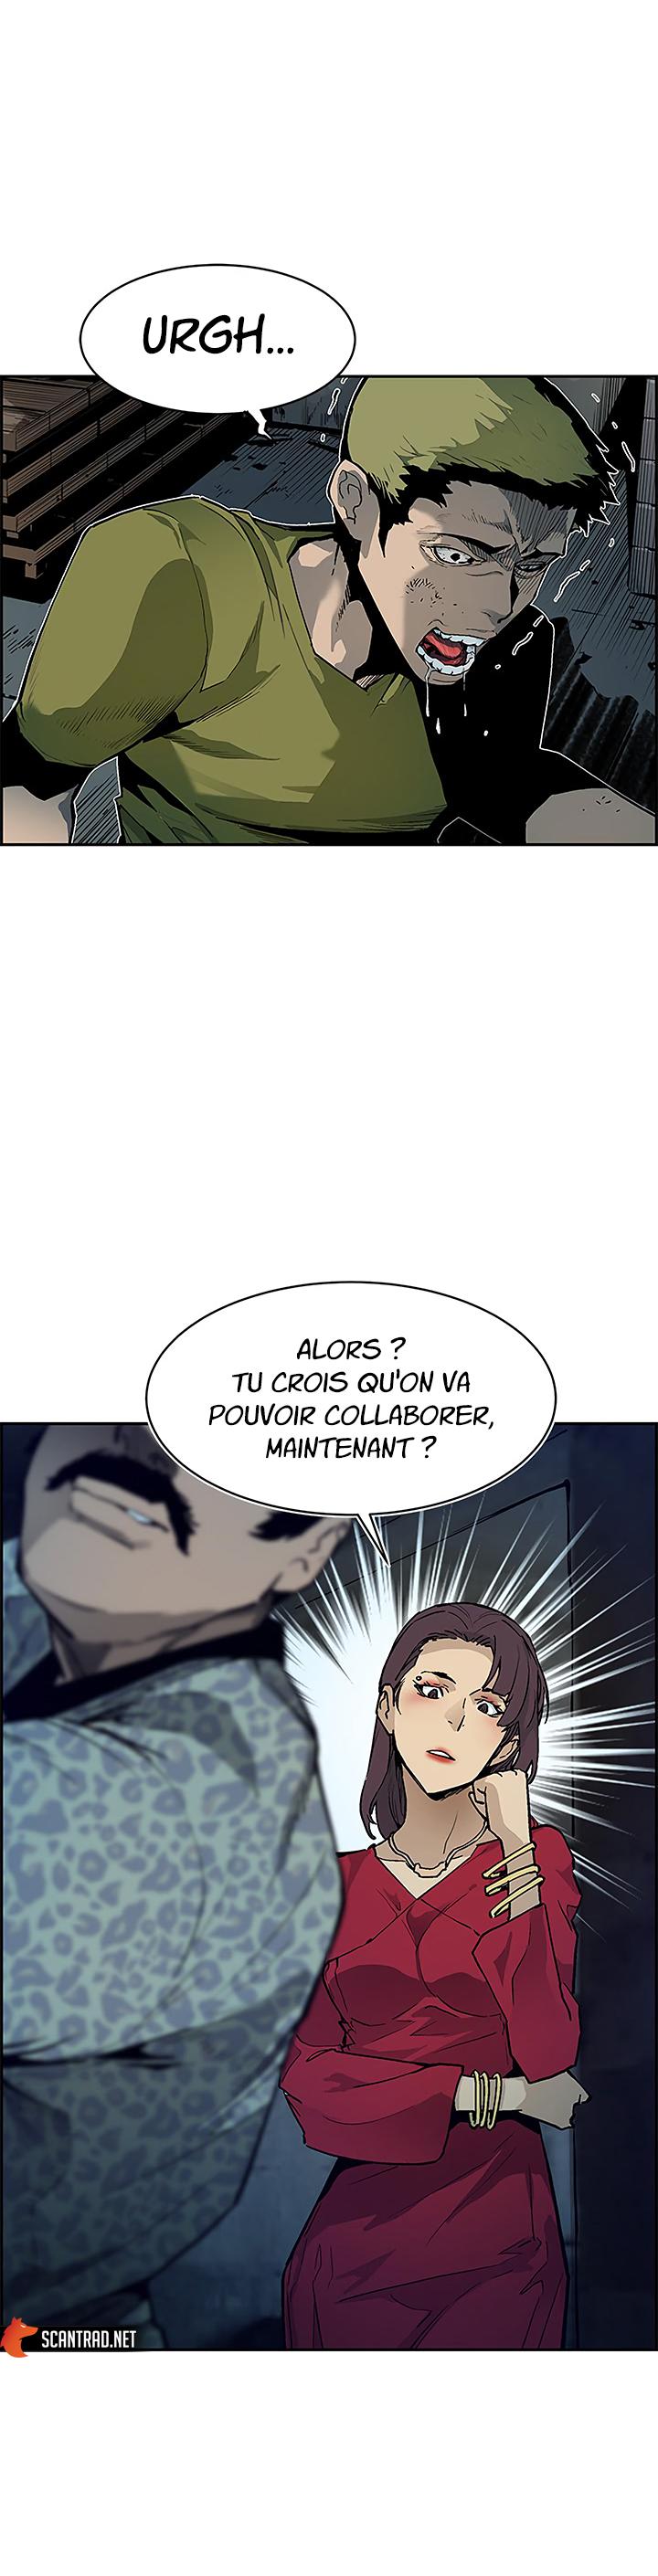 URGH...
ALORS ?
TU CROIS QU'ON VA
POUVOIR COLLABORER,
MAINTENANT ?
SCANTRAD.NET